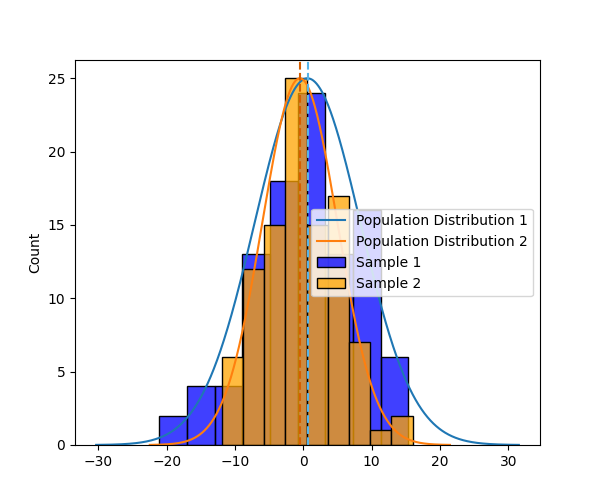 25
20
15
10
5
0
Count
Population Distribution 1
Population Distribution 2
Sample 1
Sample 2
−30 −20 −10 0 10 20 30